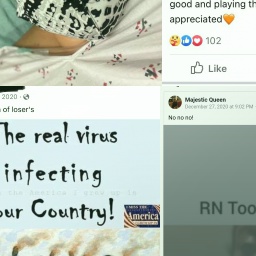 good and playing th
appreciated🧡
102
Like
2020 ·
of loser's
The real virus
infecting
our Country!
America
Majestic Queen
December 27, 2020 at 9:02 PM ·
No no no!
RN Too